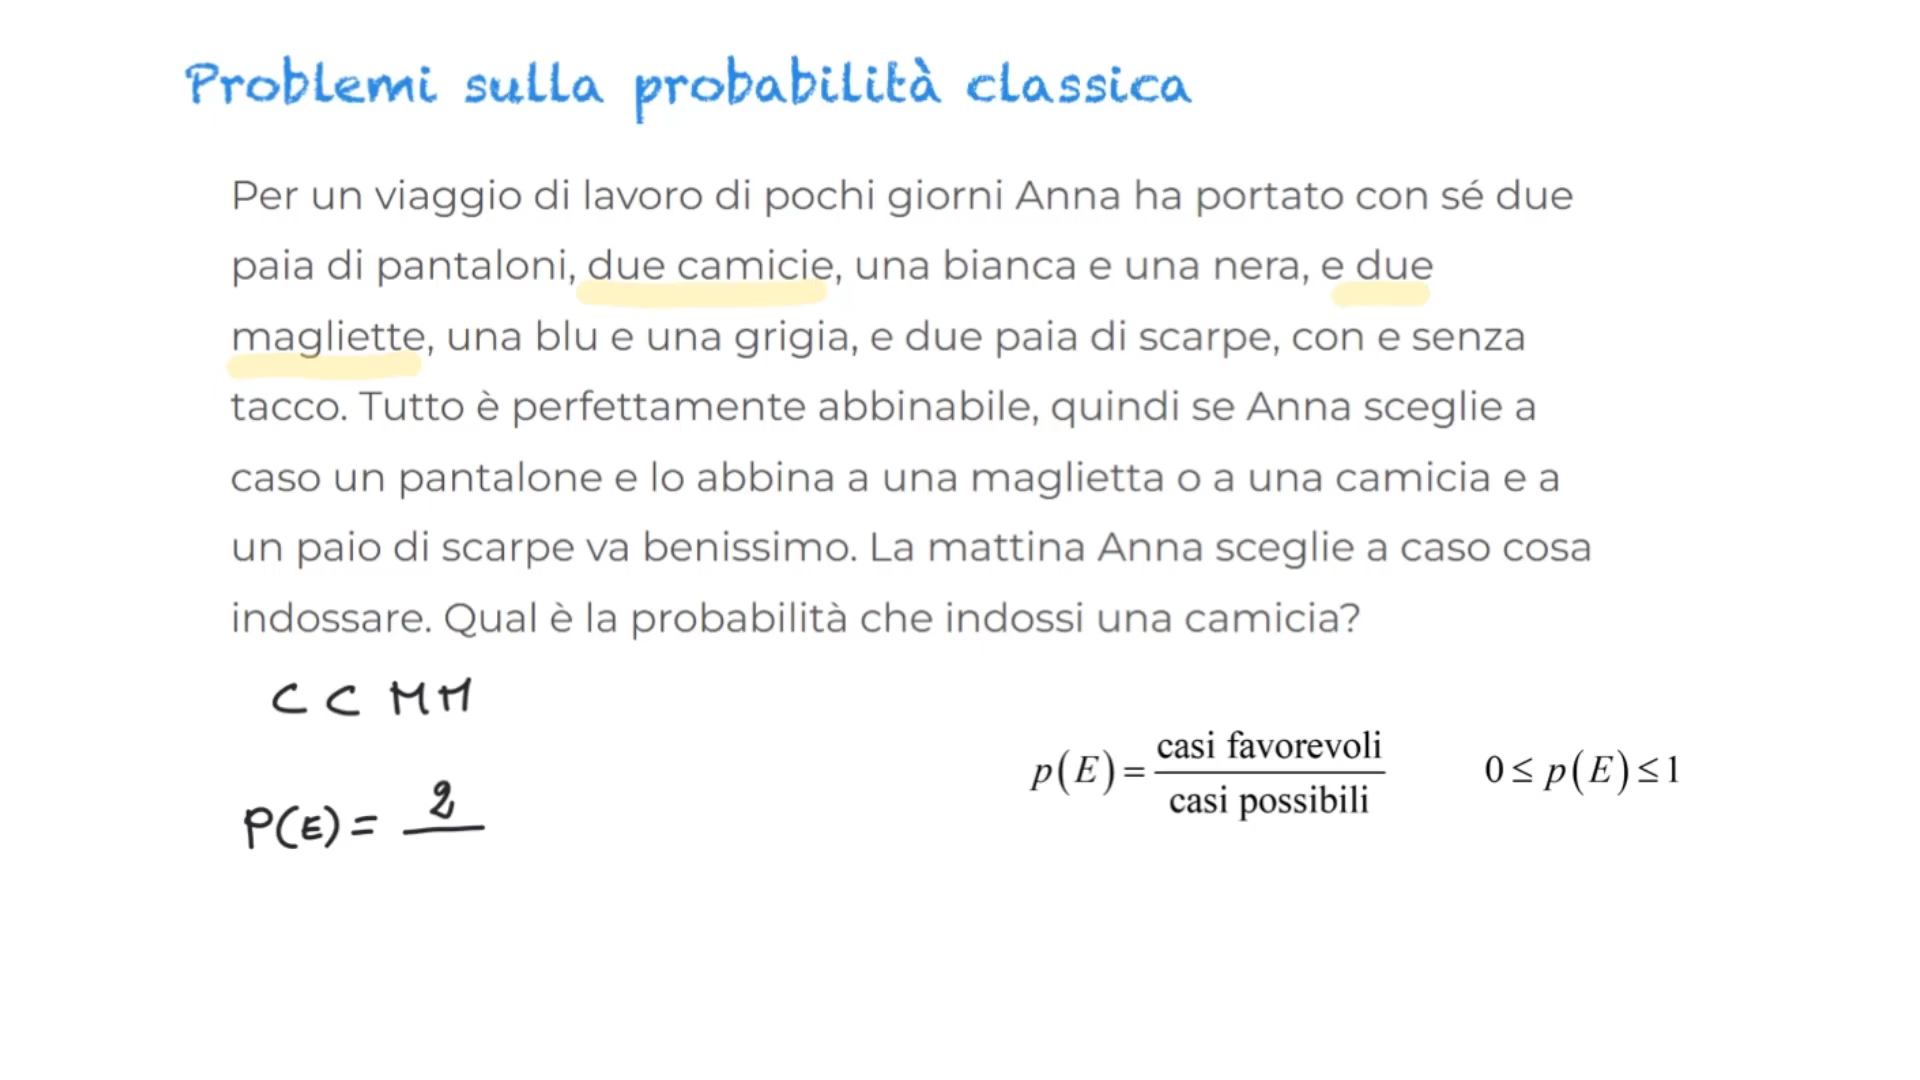 Problemi sulla probabilità classica
Per un viaggio di lavoro di pochi giorni Anna ha portato con sé due
paia di pantaloni, due camicie, una bianca e una nera, e due
magliette, una blu e una grigia, e due paia di scarpe, con e senza
tacco. Tutto è perfettamente abbinabile, quindi se Anna sceglie a
caso un pantalone e lo abbina a una maglietta o a una camicia e a
un paio di scarpe va benissimo. La mattina Anna sceglie a caso cosa
indossare. Qual è la probabilità che indossi una camicia?
C C M M
P(E) = 2
p(E) = casi favorevoli / casi possibili 0 ≤ p(E) ≤ 1